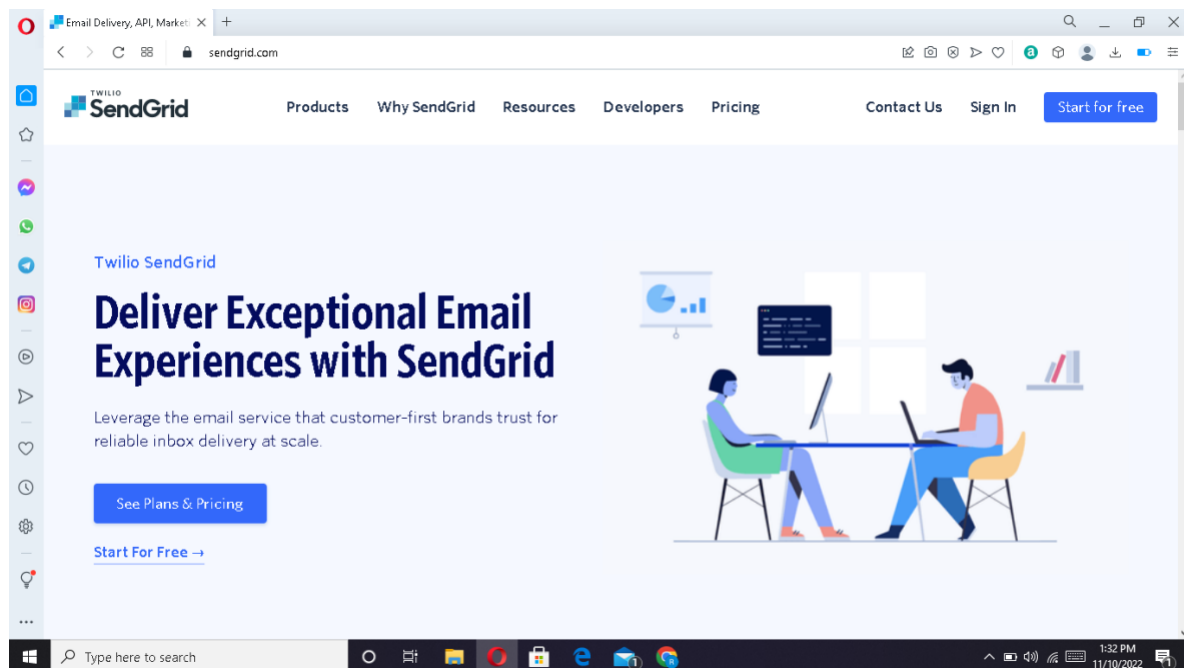 Email Delivery, API, Marketi
sendgrid.com
TWILIO
SendGrid
Products
Why SendGrid
Resources
Developers
Pricing
Contact Us
Sign In
Start for free
Twilio SendGrid
Deliver Exceptional Email
Experiences with SendGrid
Leverage the email service that customer-first brands trust for
reliable inbox delivery at scale.
See Plans & Pricing
Start For Free →
Type here to search
1:32 PM
11/10/2022